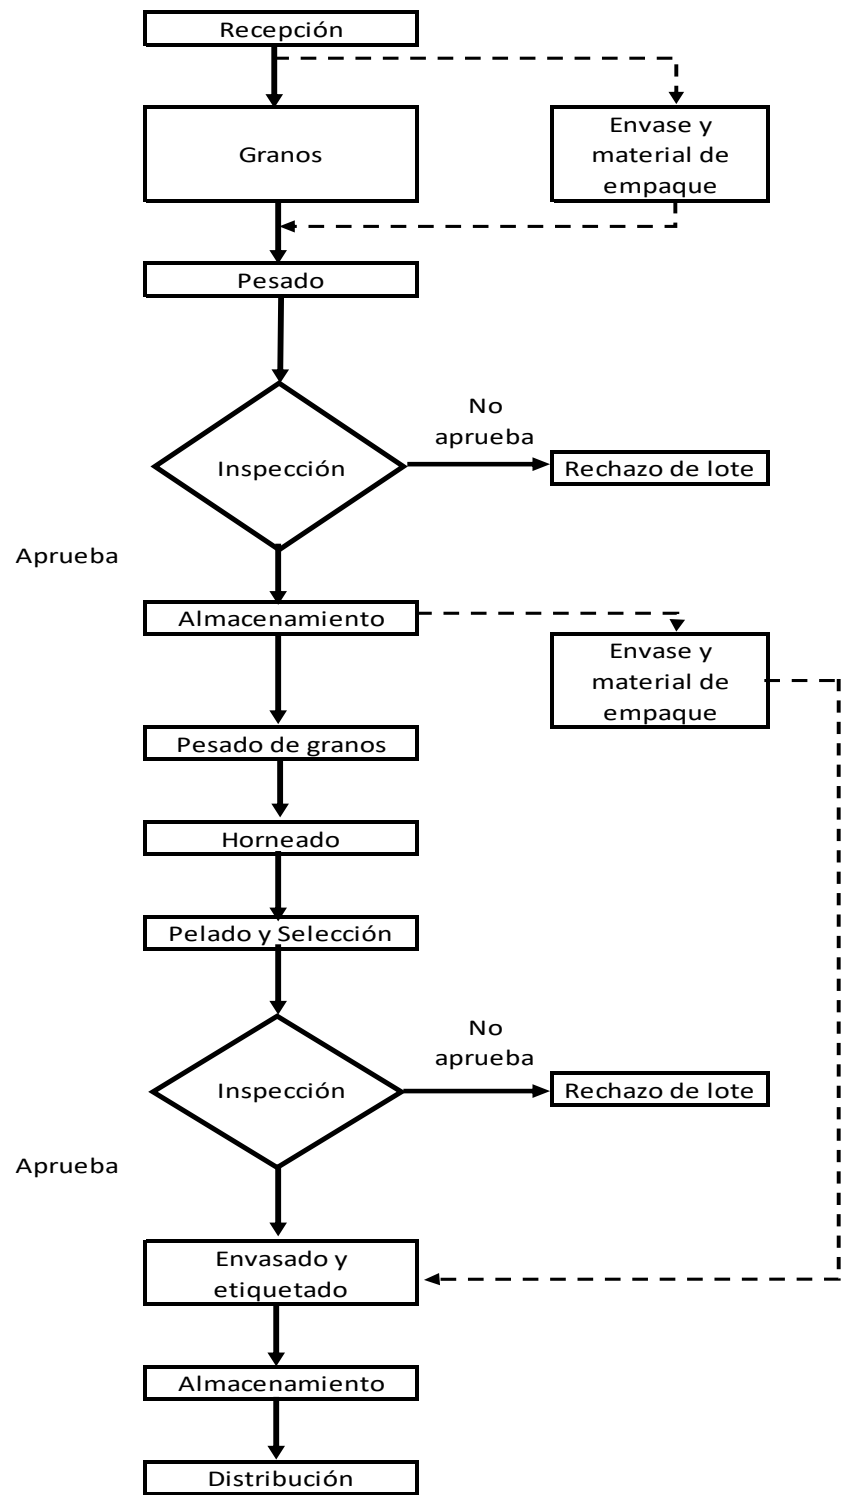 Recepción
Granos
Envase y
material de
empaque
Pesado
No
aprueba
Inspección
Rechazo de lote
Aprueba
Almacenamiento
Envase y
material de
empaque
Pesado de granos
Horneado
Pelado y Selección
No
aprueba
Inspección
Rechazo de lote
Aprueba
Envasado y
etiquetado
Almacenamiento
Distribución